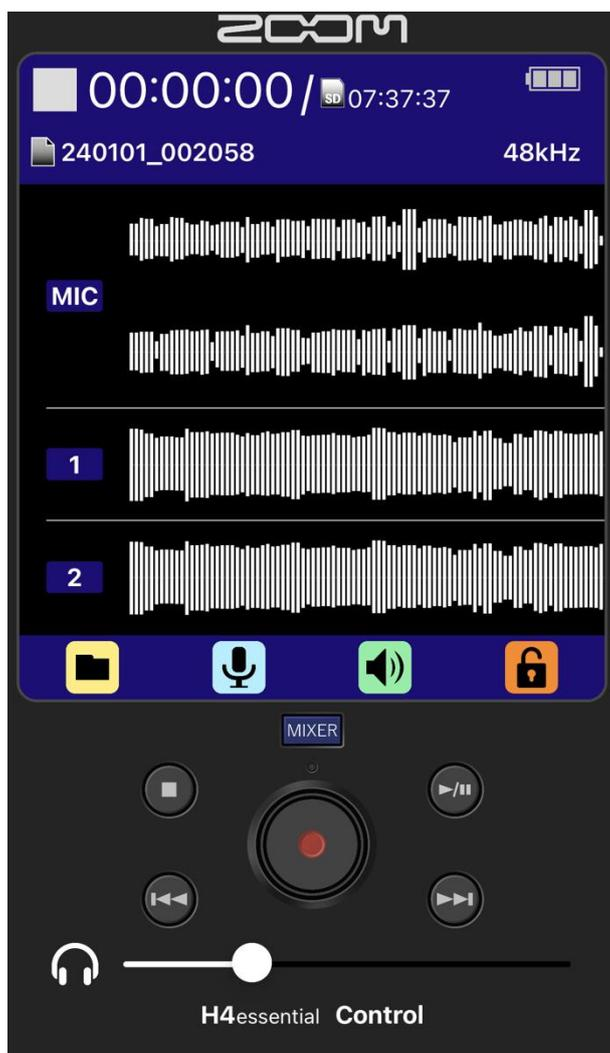 ZOOM
00:00:00/ SD 07:37:37
240101_002058 48kHz
MIC
1
2
MIXER
H4essential Control